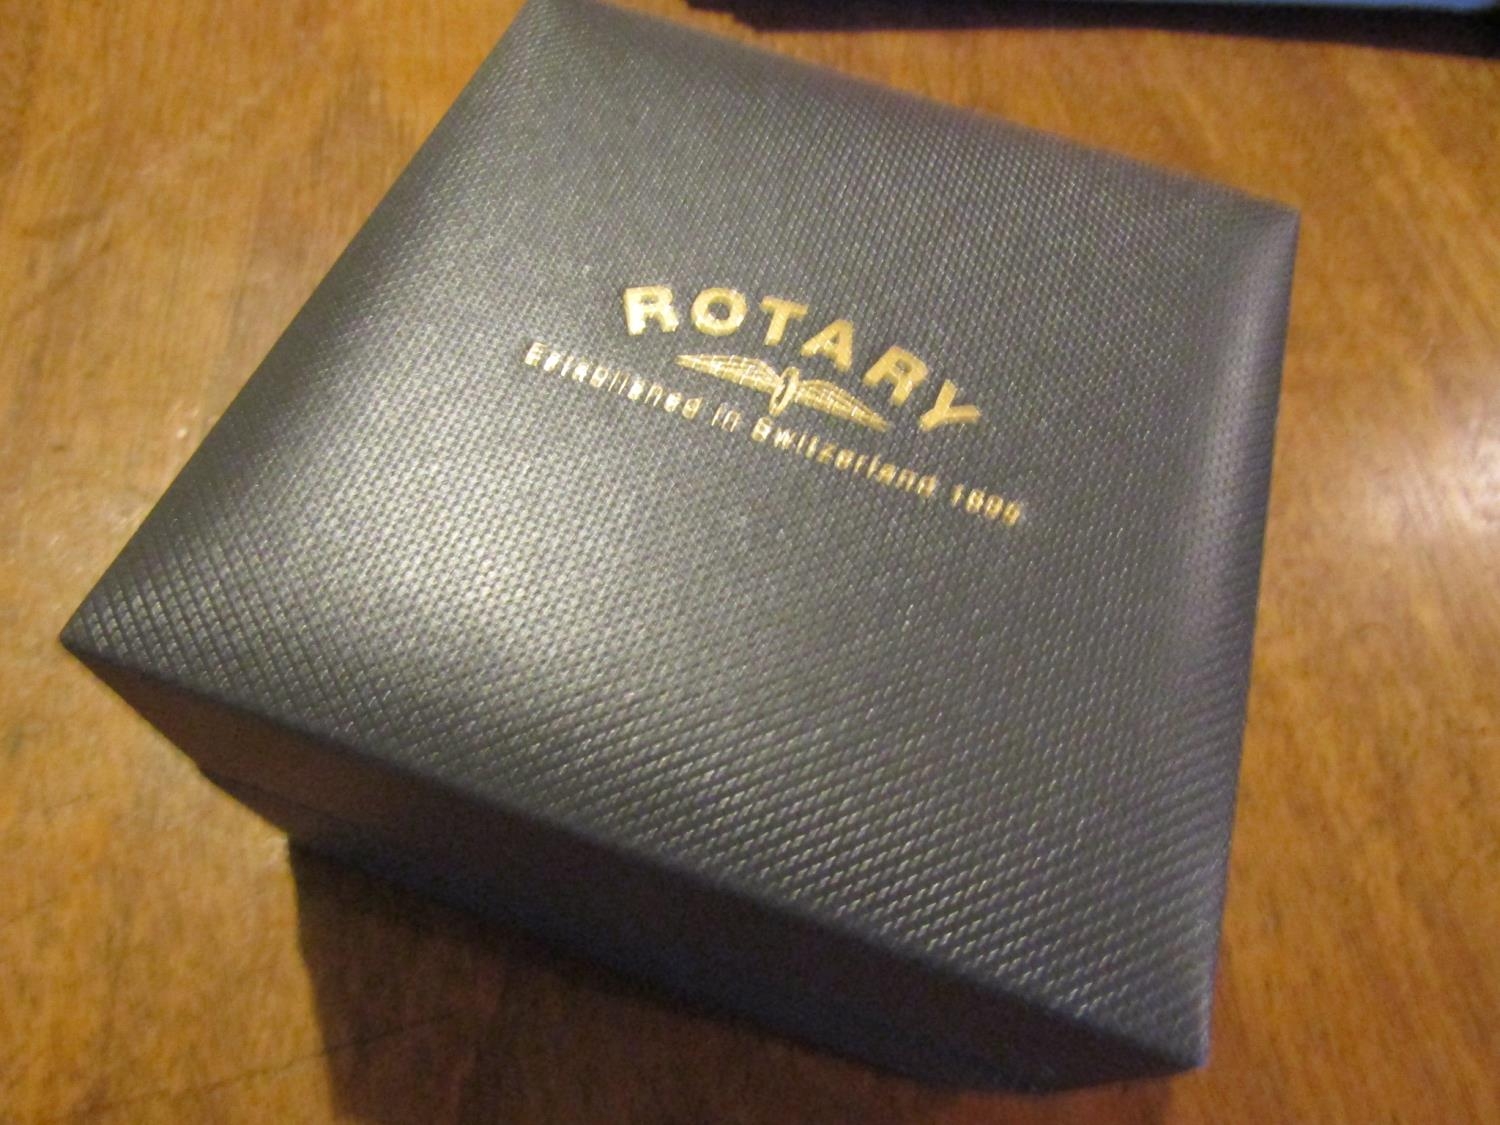 ROTARY
Established in Switzerland 1895